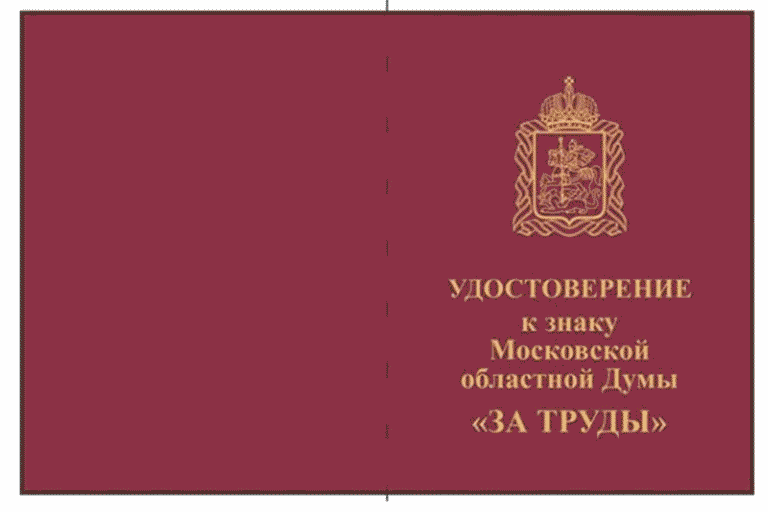 УДОСТОВЕРЕНИЕ
к знаку
Московской
областной Думы
«ЗА ТРУДЫ»